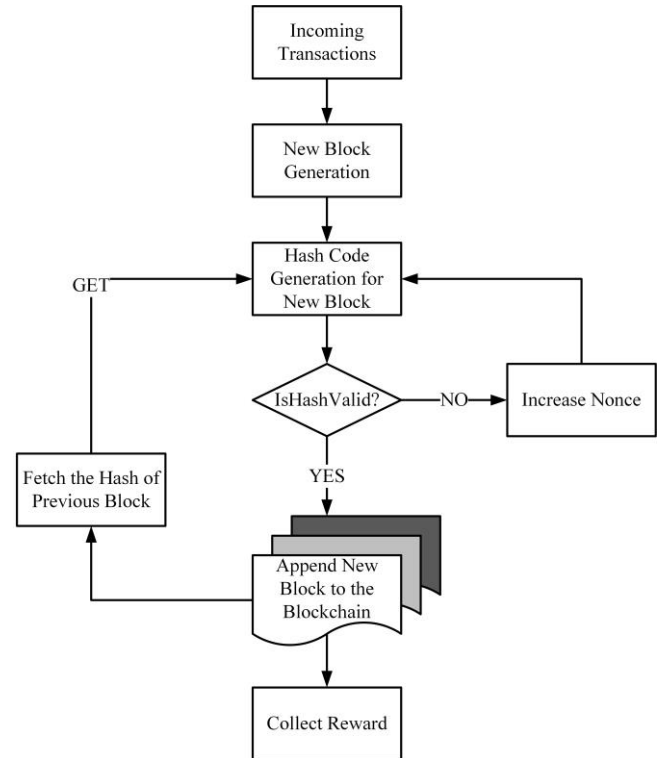 Incoming
Transactions
New Block
Generation
Hash Code
Generation for
New Block
GET
IsHashValid?
NO
Increase Nonce
YES
Fetch the Hash of
Previous Block
Append New
Block to the
Blockchain
Collect Reward